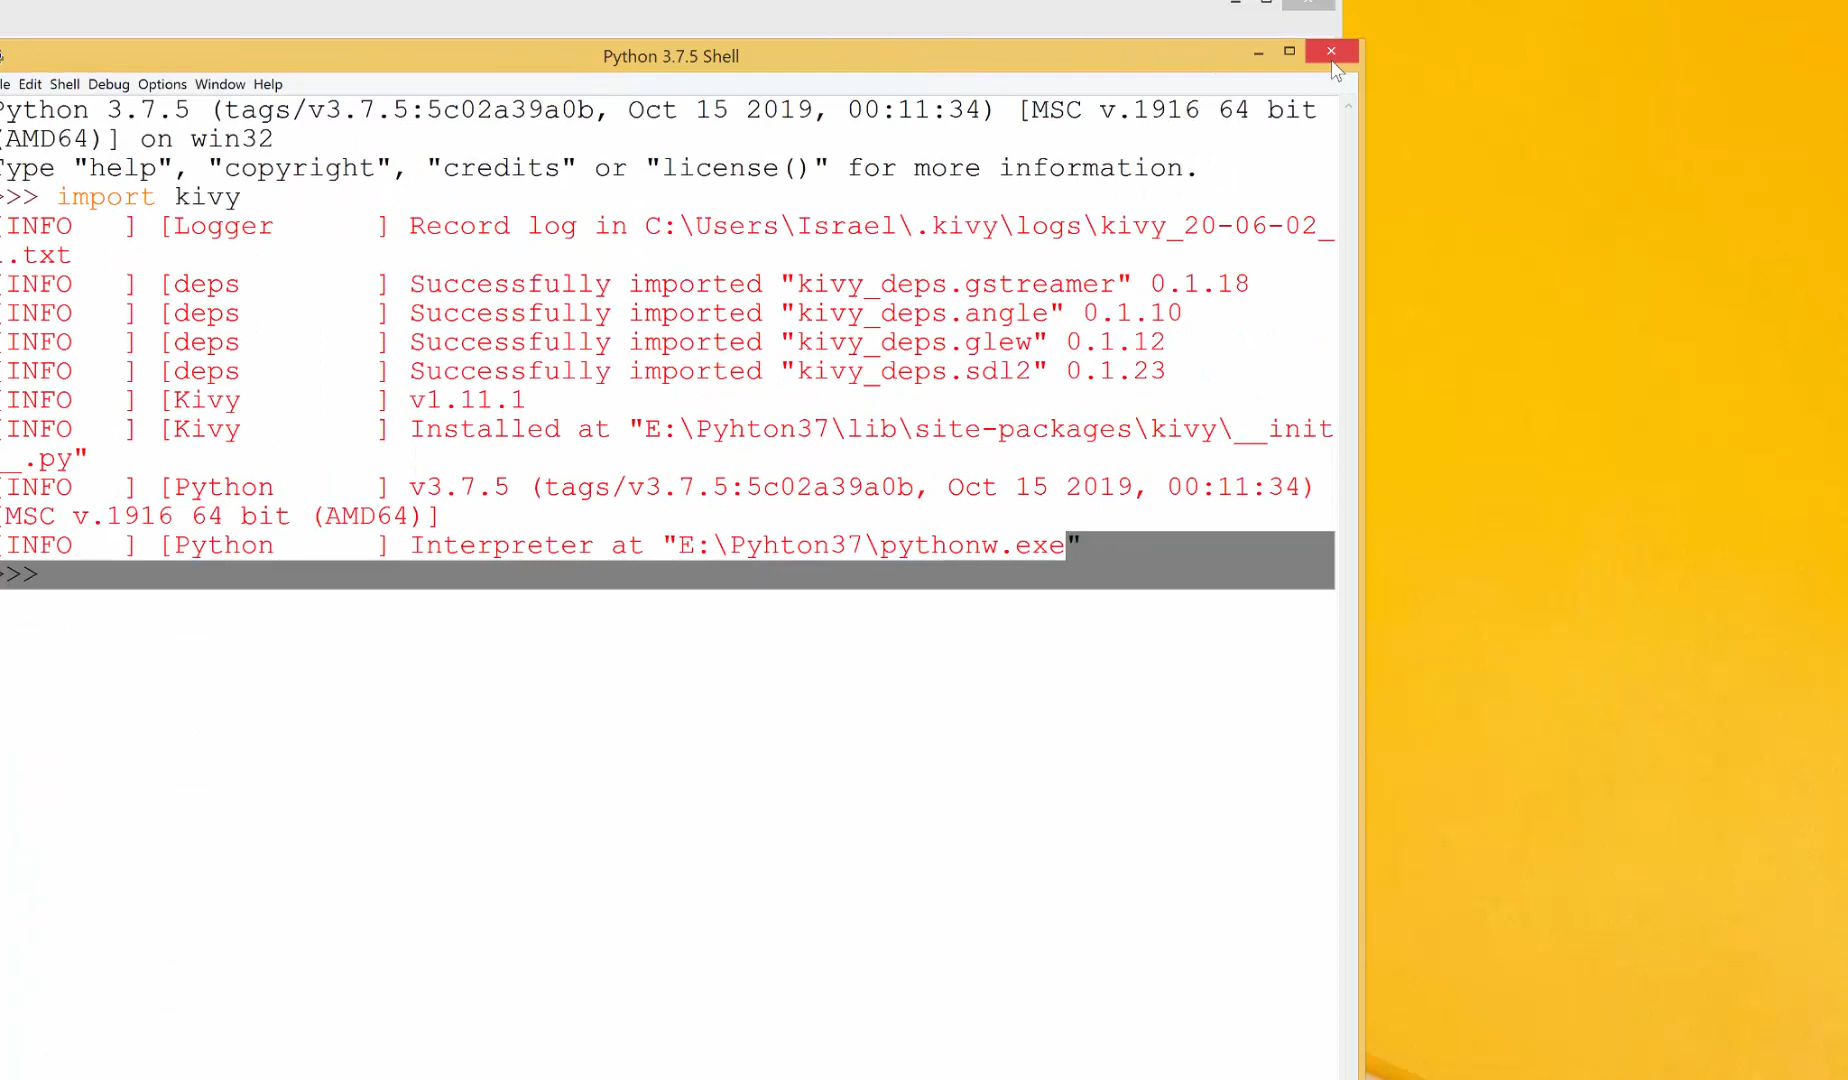 Python 3.7.5 Shell
le Edit Shell Debug Options Window Help
Python 3.7.5 (tags/v3.7.5:5c02a39a0b, Oct 15 2019, 00:11:34) [MSC v.1916 64 bit
(AMD64)] on win32
Type "help", "copyright", "credits" or "license()" for more information.
>>> import kivy
[INFO   ] [Logger      ] Record log in C:\Users\Israel\.kivy\logs\kivy_20-06-02_
.txt
[INFO   ] [deps        ] Successfully imported "kivy_deps.gstreamer" 0.1.18
[INFO   ] [deps        ] Successfully imported "kivy_deps.angle" 0.1.10
[INFO   ] [deps        ] Successfully imported "kivy_deps.glew" 0.1.12
[INFO   ] [deps        ] Successfully imported "kivy_deps.sdl2" 0.1.23
[INFO   ] [Kivy        ] v1.11.1
[INFO   ] [Kivy        ] Installed at "E:\Pyhton37\lib\site-packages\kivy\__init
__.py"
[INFO   ] [Python      ] v3.7.5 (tags/v3.7.5:5c02a39a0b, Oct 15 2019, 00:11:34)
[MSC v.1916 64 bit (AMD64)]
[INFO   ] [Python      ] Interpreter at "E:\Pyhton37\pythonw.exe"
>>>